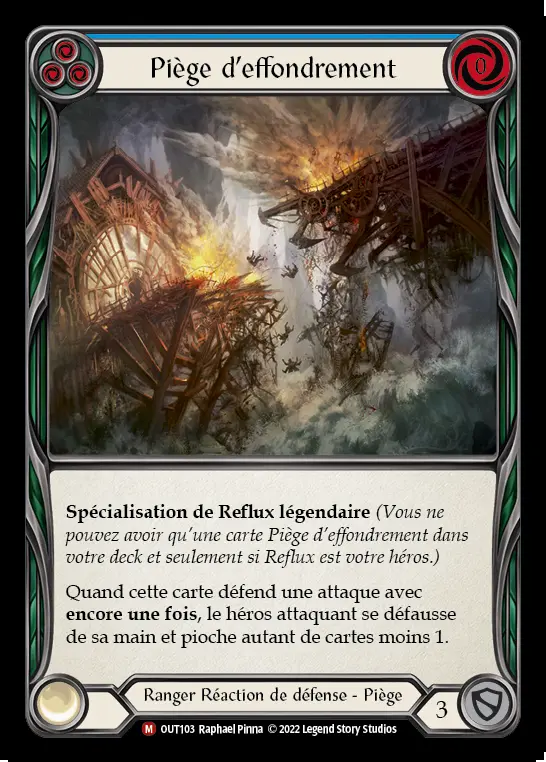 Piège d'effondrement
0
Spécialisation de Reflux légendaire (Vous ne
pouvez avoir qu'une carte Piège d'effondrement dans
votre deck et seulement si Reflux est votre héros.)
Quand cette carte défend une attaque avec
encore une fois, le héros attaquant se défausse
de sa main et pioche autant de cartes moins 1.
Ranger Réaction de défense - Piège
3
M OUT103 Raphael Pinna © 2022 Legend Story Studios